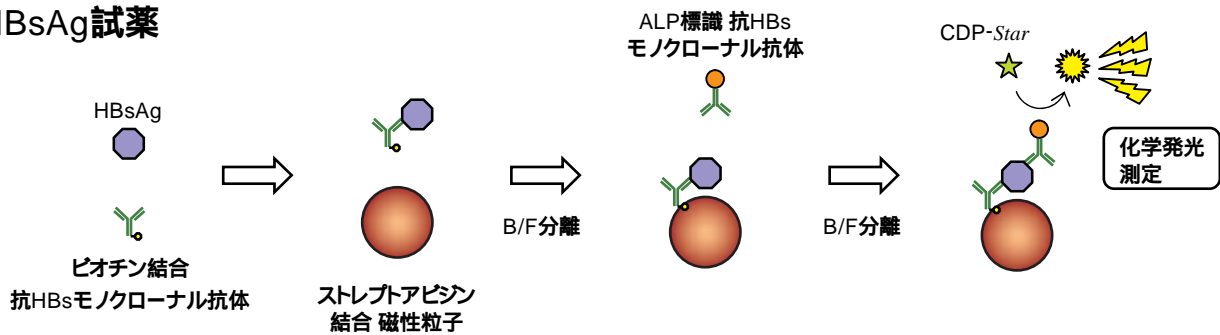 HBsAg試薬
HBsAg
ビオチン結合
抗HBsモノクローナル抗体
ストレプトアビジン
結合 磁性粒子
B/F分離
ALP標識 抗HBs
モノクローナル抗体
B/F分離
CDP-Star
化学発光
測定